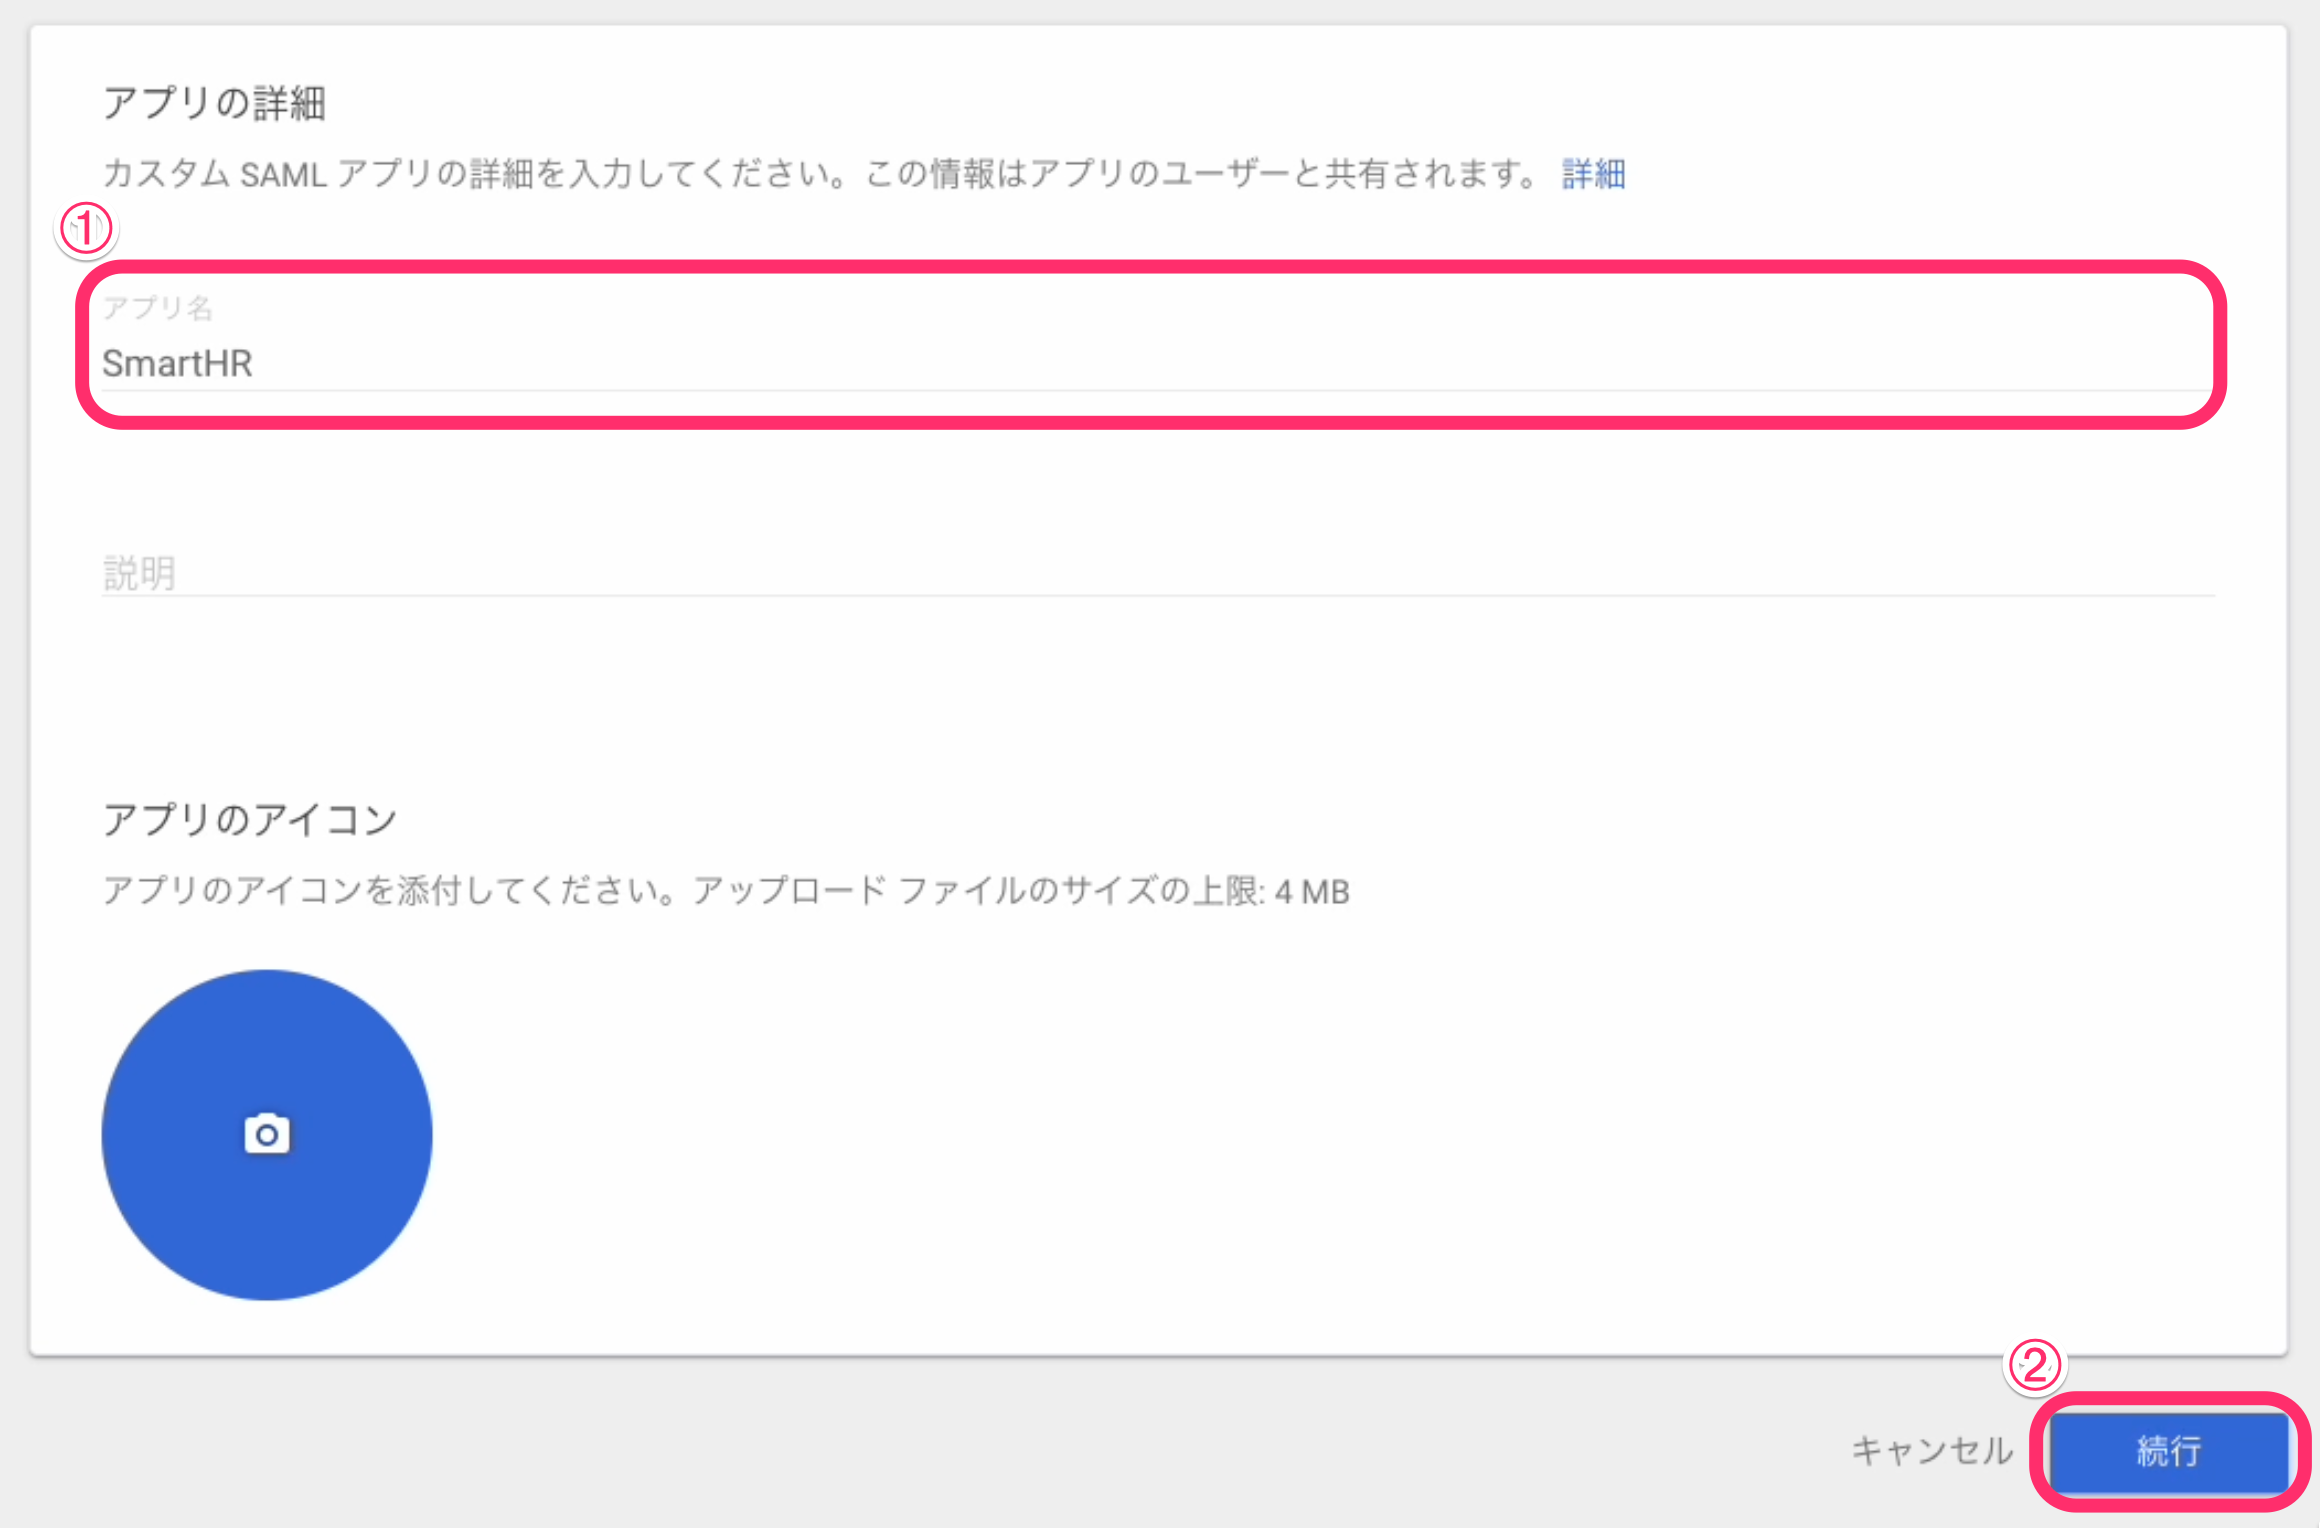 アプリの詳細
カスタム SAML アプリの詳細を入力してください。この情報はアプリのユーザーと共有されます。 詳細
①
アプリ名
SmartHR
説明
アプリのアイコン
アプリのアイコンを添付してください。アップロード ファイルのサイズの上限: 4 MB
②
キャンセル 続行